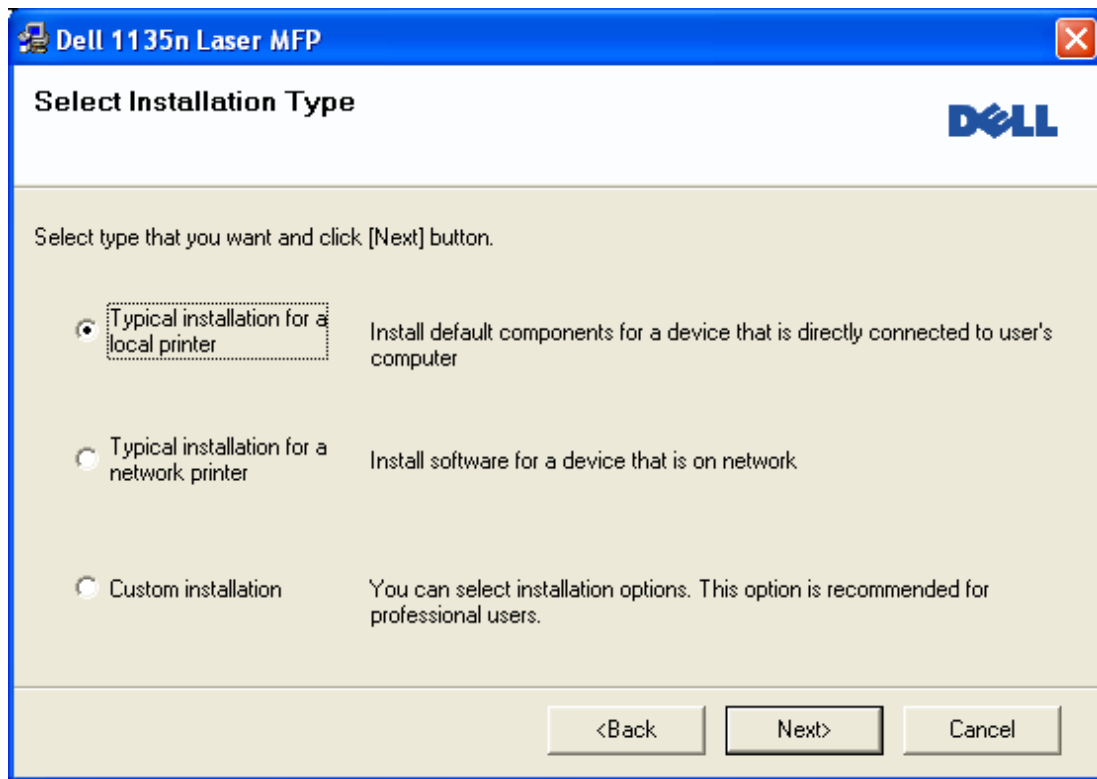 Dell 1135n Laser MFP
Select Installation Type
DELL
Select type that you want and click [Next] button.
Typical installation for a
local printer
Install default components for a device that is directly connected to user's
computer
Typical installation for a
network printer
Install software for a device that is on network
Custom installation
You can select installation options. This option is recommended for
professional users.
<Back
Next>
Cancel